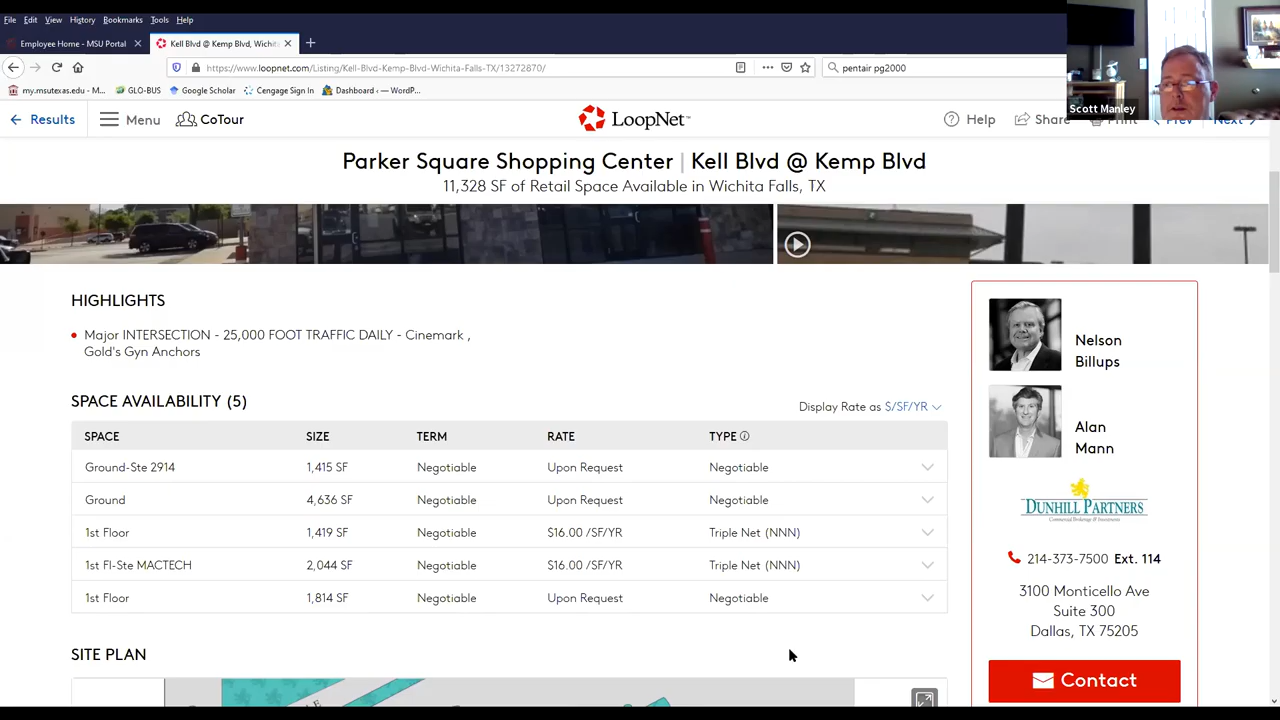 File Edit View History Bookmarks Tools Help
Employee Home - MSU Portal × Kell Blvd @ Kemp Blvd, Wichit × +
https://www.loopnet.com/Listing/Kell-Blvd-Kemp-Blvd-Wichita-Falls-TX/13272870/ pentair pg2000
my.msutexas.edu - M... GLO-BUS Google Scholar Cengage Sign In Dashboard ‹ — WordP...
Scott Manley
Results Menu CoTour LoopNet™ Help Share Print Prev Next
Parker Square Shopping Center | Kell Blvd @ Kemp Blvd
11,328 SF of Retail Space Available in Wichita Falls, TX
HIGHLIGHTS
Major INTERSECTION - 25,000 FOOT TRAFFIC DAILY - Cinemark ,
Gold's Gyn Anchors
SPACE AVAILABILITY (5)
Display Rate as $/SF/YR
SPACE SIZE TERM RATE TYPE
Ground-Ste 2914 1,415 SF Negotiable Upon Request Negotiable
Ground 4,636 SF Negotiable Upon Request Negotiable
1st Floor 1,419 SF Negotiable $16.00 /SF/YR Triple Net (NNN)
1st Fl-Ste MACTECH 2,044 SF Negotiable $16.00 /SF/YR Triple Net (NNN)
1st Floor 1,814 SF Negotiable Upon Request Negotiable
SITE PLAN
Nelson
Billups
Alan
Mann
DUNHILL PARTNERS
Commercial Brokerage & Investments
214-373-7500 Ext. 114
3100 Monticello Ave
Suite 300
Dallas, TX 75205
Contact